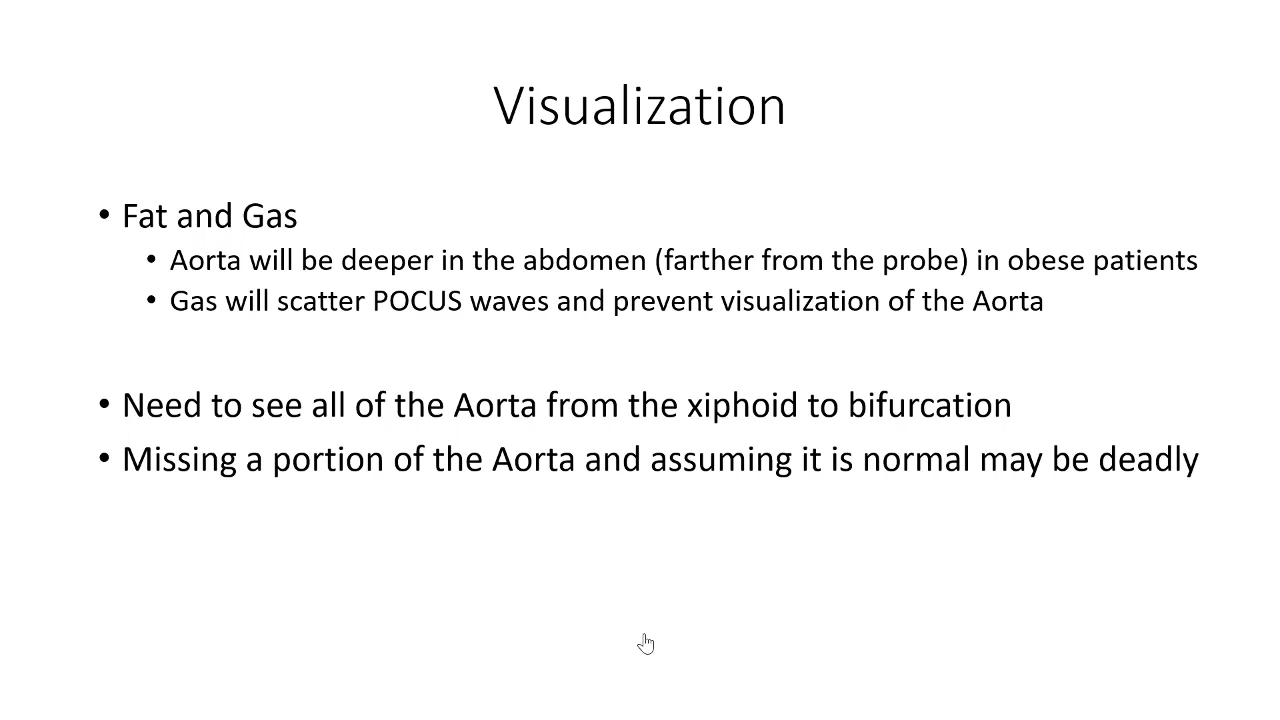 Visualization
• Fat and Gas
• Aorta will be deeper in the abdomen (farther from the probe) in obese patients
• Gas will scatter POCUS waves and prevent visualization of the Aorta
• Need to see all of the Aorta from the xiphoid to bifurcation
• Missing a portion of the Aorta and assuming it is normal may be deadly